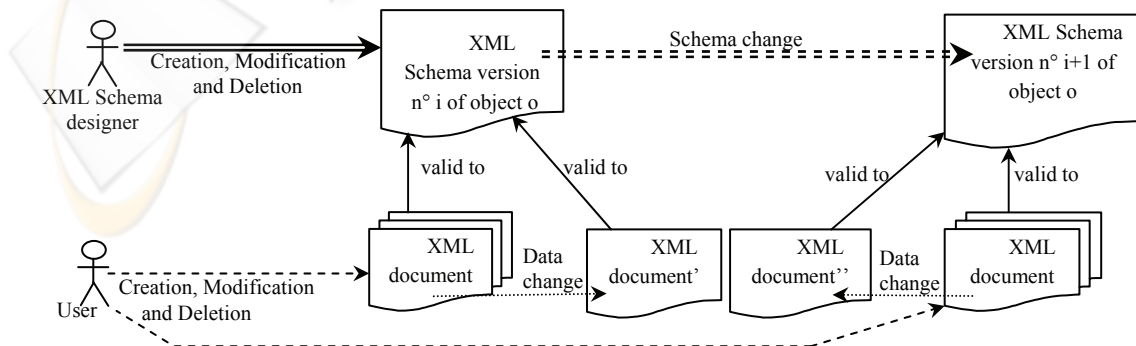 XML
Schema version
n° i of object o
Schema change
XML Schema
version n° i+1 of
object o
Creation, Modification
and Deletion
XML Schema
designer
valid to
valid to
valid to
valid to
XML
document
Data
change
XML
document'
XML
document''
Data
change
XML
document
User
Creation, Modification
and Deletion